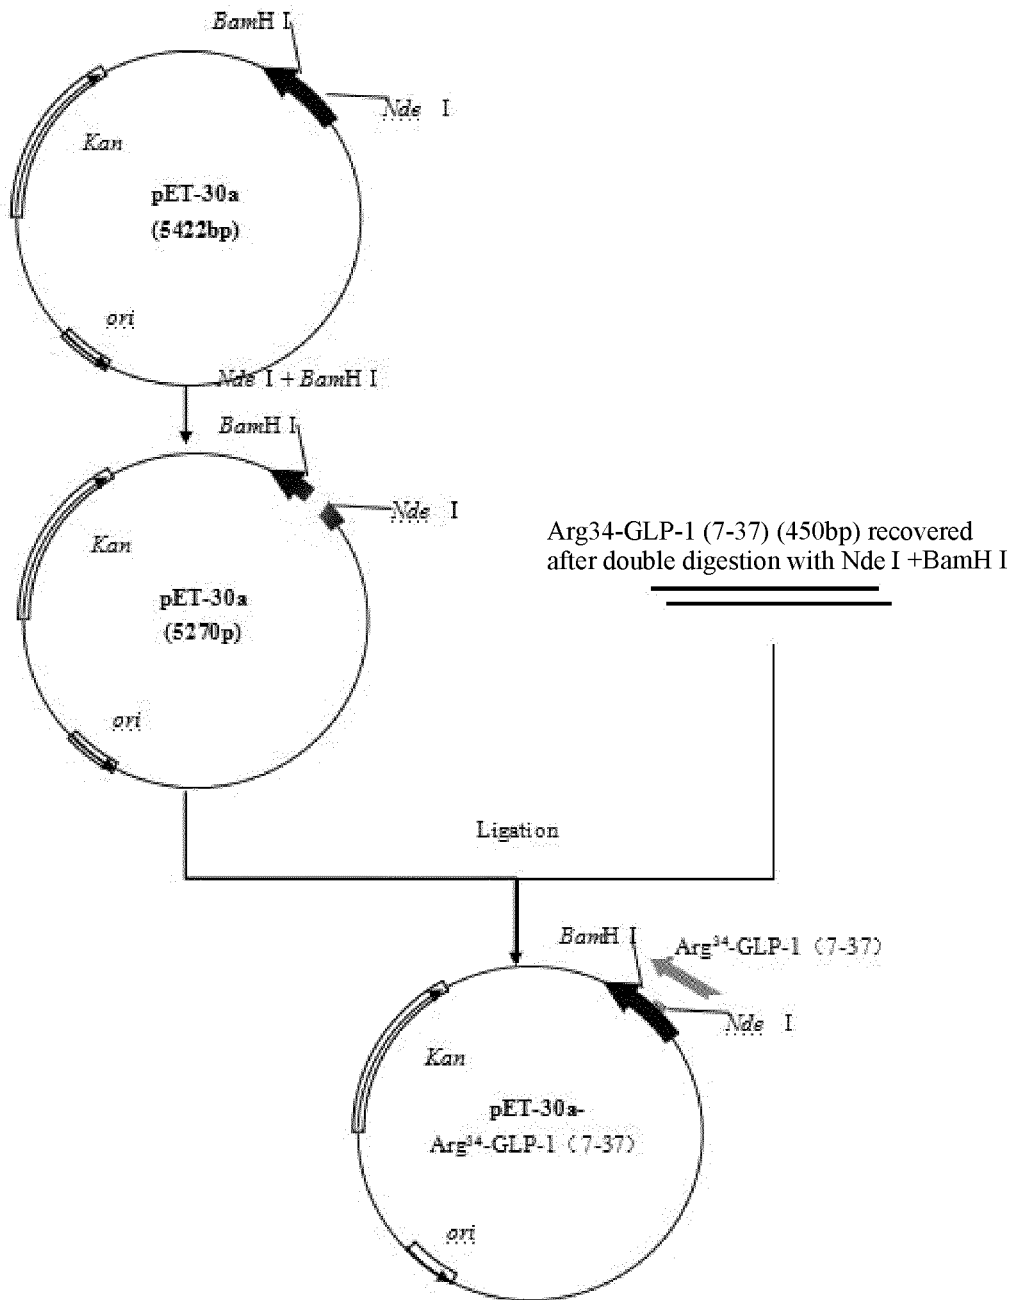 BamH I
Nde I
Kan
pET-30a
(5422bp)
ori
Nde I + BamH I
BamH I
Nde I
Kan
pET-30a
(5270p)
ori
Arg34-GLP-1 (7-37) (450bp) recovered
after double digestion with Nde I +BamH I
Ligation
BamH I
Arg³⁴-GLP-1（7-37）
Nde I
Kan
pET-30a-
Arg³⁴-GLP-1（7-37）
ori